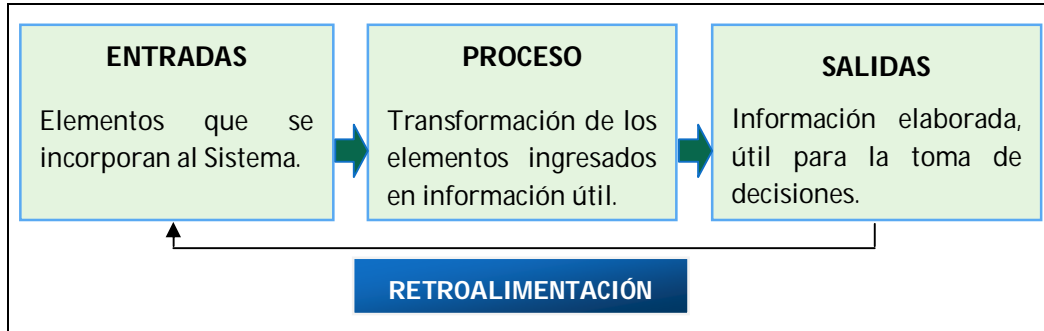 ENTRADAS
Elementos que se
incorporan al Sistema.
PROCESO
Transformación de los
elementos ingresados
en información útil.
SALIDAS
Información elaborada,
útil para la toma de
decisiones.
RETROALIMENTACIÓN